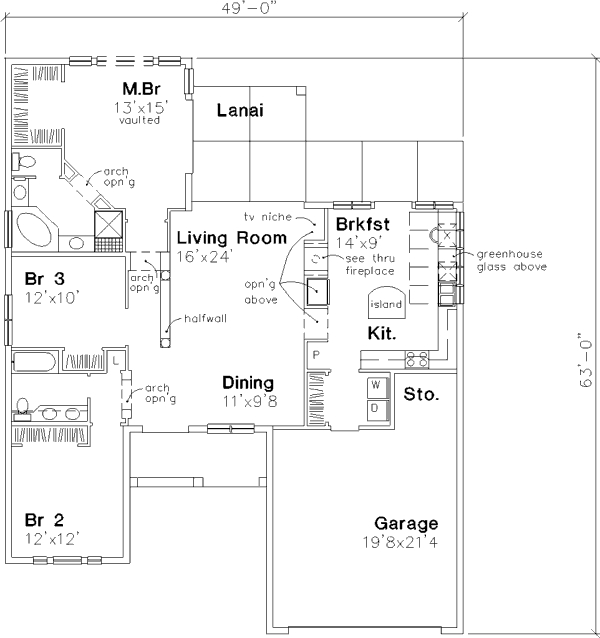 49'-0"
M.Br
13'x15'
vaulted
Lanai
arch
opn'g
tv niche
Brkfst
14'x9'
Living Room
16'x24'
see thru
fireplace
greenhouse
glass above
Br 3
12'x10'
arch
opn'g
opn'g
above
island
halfwall
Kit.
63'-0"
P
L
Dining
11'x9'8
W
D
Sto.
arch
opn'g
Br 2
12'x12'
Garage
19'8x21'4